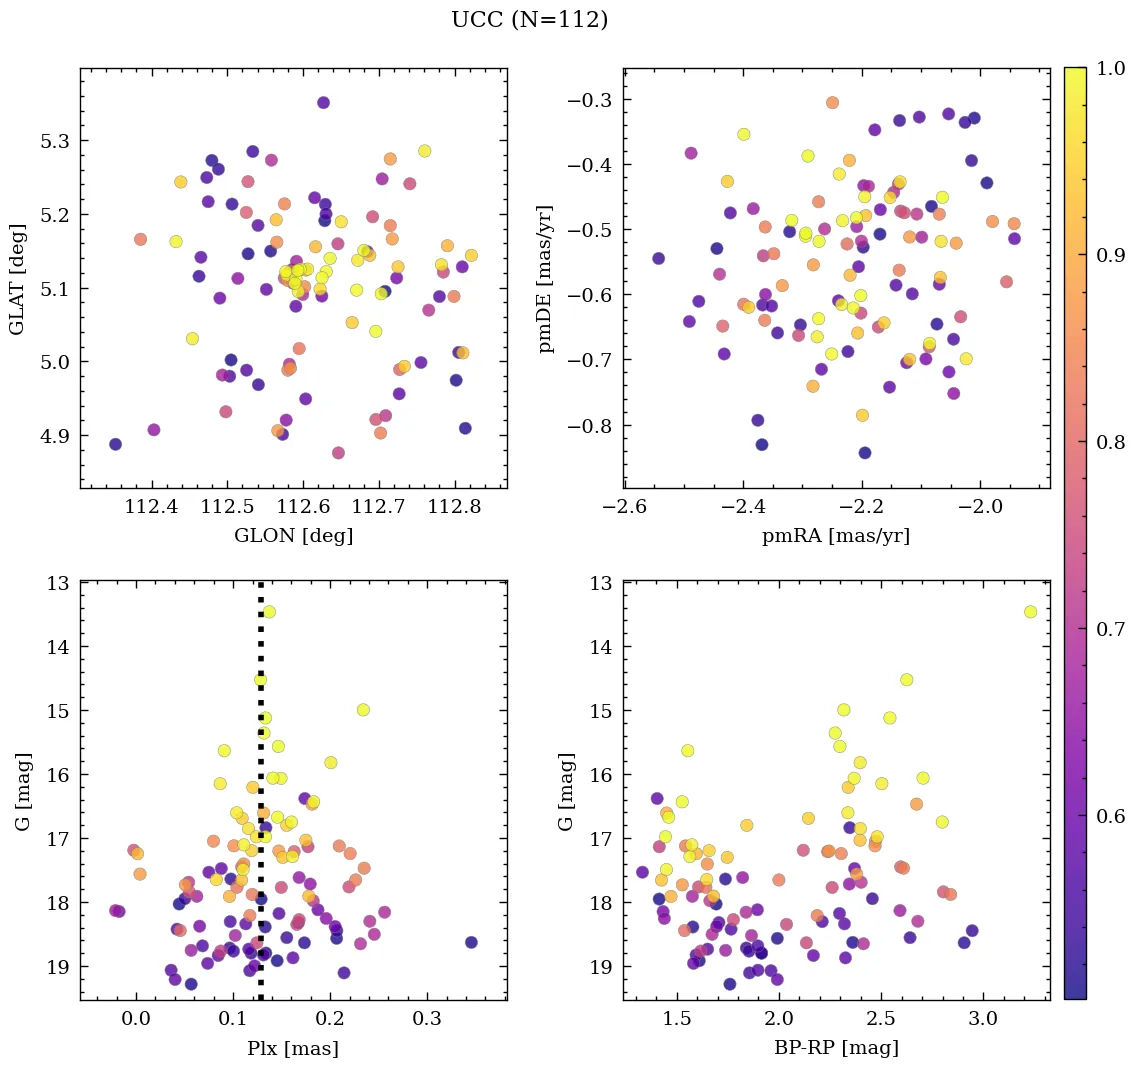 UCC (N=112)
5.3
5.2
5.1
5.0
4.9
GLAT [deg]
112.4 112.5 112.6 112.7 112.8
GLON [deg]
−0.3
−0.4
−0.5
−0.6
−0.7
−0.8
pmDE [mas/yr]
−2.6 −2.4 −2.2 −2.0
pmRA [mas/yr]
1.0
0.9
0.8
0.7
0.6
13
14
15
16
17
18
19
G [mag]
0.0 0.1 0.2 0.3
Plx [mas]
13
14
15
16
17
18
19
G [mag]
1.5 2.0 2.5 3.0
BP-RP [mag]